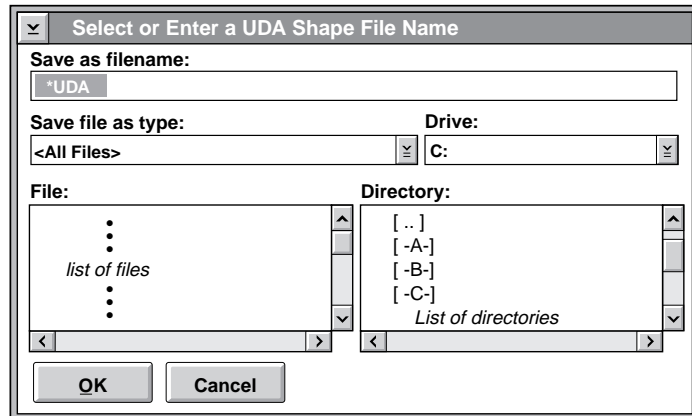 Select or Enter a UDA Shape File Name
Save as filename:
*UDA
Save file as type:
Drive:
<All Files>
C:
File:
Directory:
list of files
[ .. ]
[ -A-]
[ -B-]
[ -C-]
List of directories
OK
Cancel